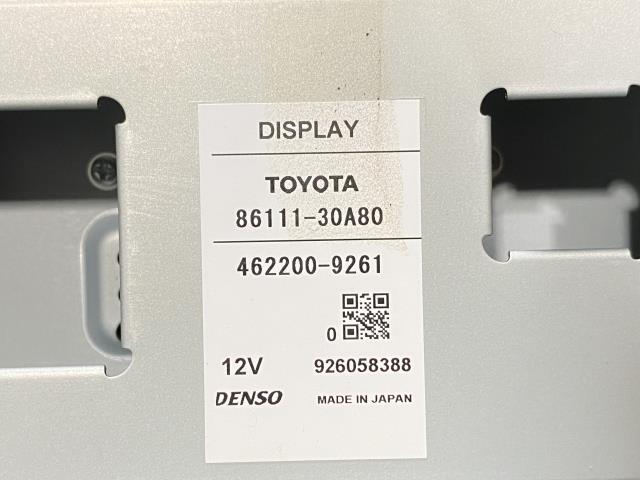 DISPLAY
TOYOTA
86111-30A80
462200-9261
0
12V 926058388
DENSO MADE IN JAPAN